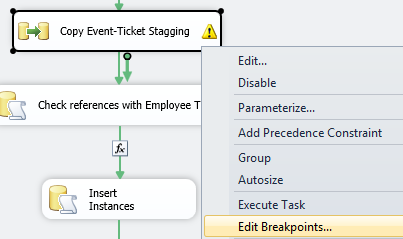 Copy Event-Ticket Stagging
Edit...
Disable
Parameterize...
Check references with Employee T
Add Precedence Constraint
fx
Group
Autosize
Insert
Instances
Execute Task
Edit Breakpoints...